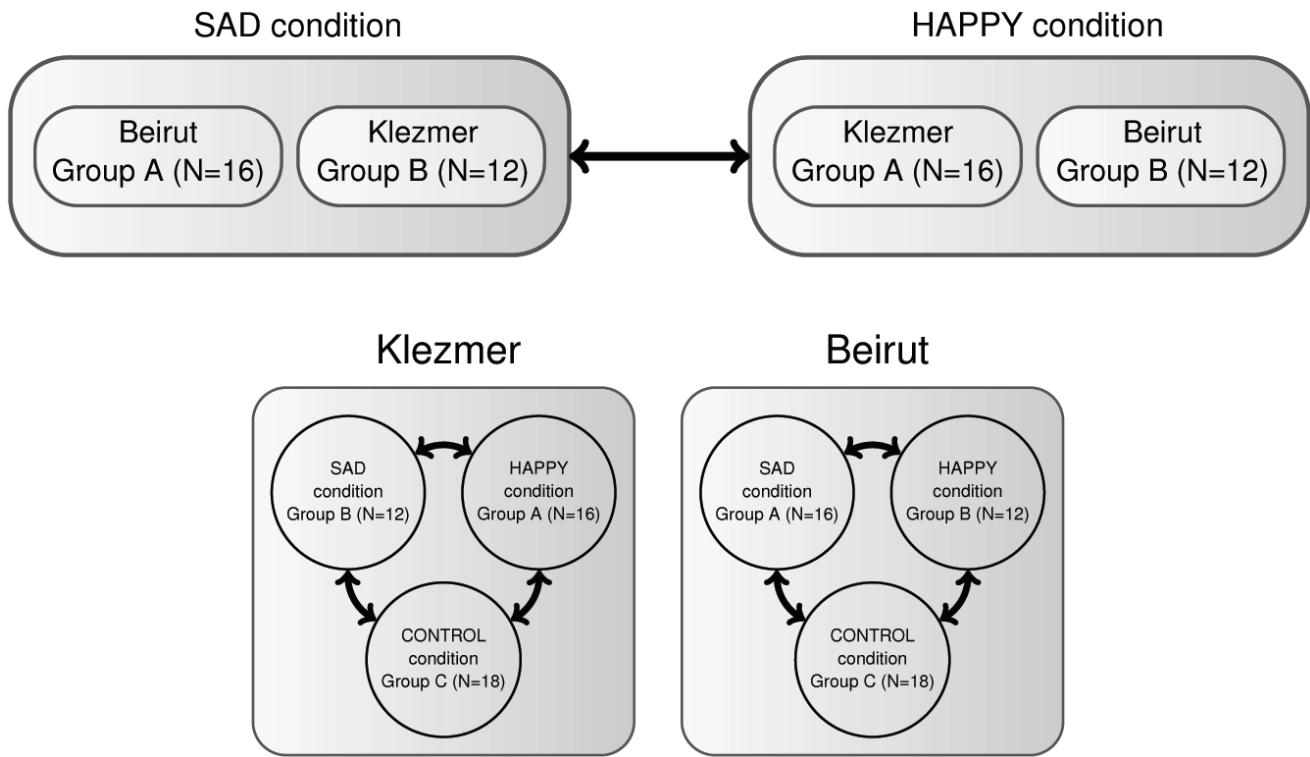 SAD condition
HAPPY condition
Beirut
Group A (N=16)
Klezmer
Group B (N=12)
Klezmer
Group A (N=16)
Beirut
Group B (N=12)
Klezmer
SAD
condition
Group B (N=12)
HAPPY
condition
Group A (N=16)
CONTROL
condition
Group C (N=18)
Beirut
SAD
condition
Group A (N=16)
HAPPY
condition
Group B (N=12)
CONTROL
condition
Group C (N=18)